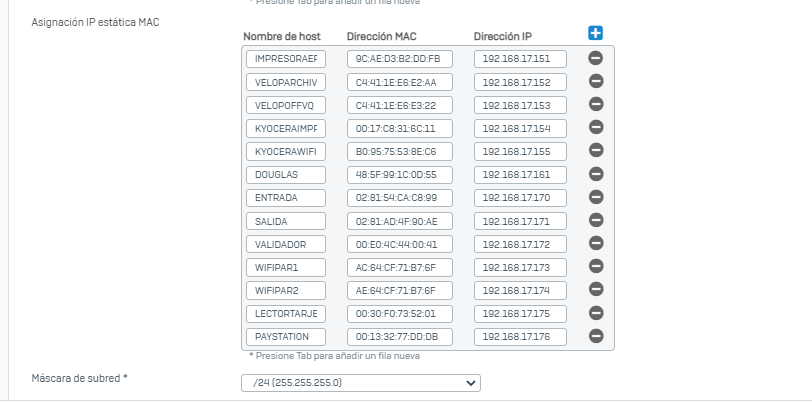 * Presione Tab para añadir un fila nueva
Asignación IP estática MAC
Nombre de host Dirección MAC Dirección IP
IMPRESORAEF 9C:AE:D3:B2:DD:FB 192.168.17.151
VELOPARCHIV C4:41:1E:E6:E2:AA 192.168.17.152
VELOPOFFVQ C4:41:1E:E6:E3:22 192.168.17.153
KYOCERAIMPF 00:17:C8:31:6C:11 192.168.17.154
KYOCERAWIFI B0:95:75:53:8E:C6 192.168.17.155
DOUGLAS 48:5F:99:1C:0D:55 192.168.17.161
ENTRADA 02:81:54:CA:C8:99 192.168.17.170
SALIDA 02:81:AD:4F:90:AE 192.168.17.171
VALIDADOR 00:E0:4C:44:00:41 192.168.17.172
WIFIPAR1 AC:64:CF:71:B7:6F 192.168.17.173
WIFIPAR2 AE:64:CF:71:B7:6F 192.168.17.174
LECTORTARJE 00:30:F0:73:52:01 192.168.17.175
PAYSTATION 00:13:32:77:DD:DB 192.168.17.176
* Presione Tab para añadir un fila nueva
Máscara de subred * /24 (255.255.255.0)